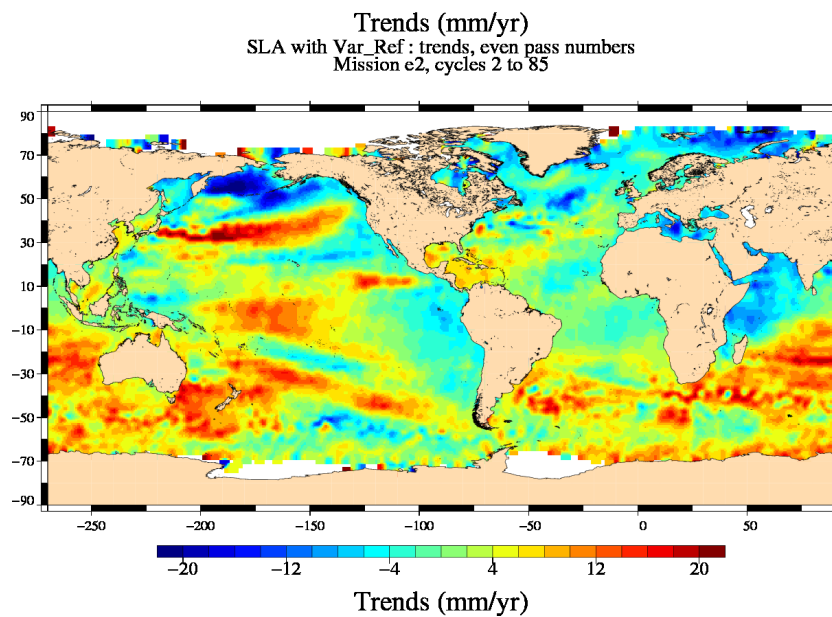 Trends (mm/yr)
SLA with Var_Ref : trends, even pass numbers
Mission e2, cycles 2 to 85
90
70
50
30
10
−10
−30
−50
−70
−90
−250 −200 −150 −100 −50 0 50
−20 −12 −4 4 12 20
Trends (mm/yr)